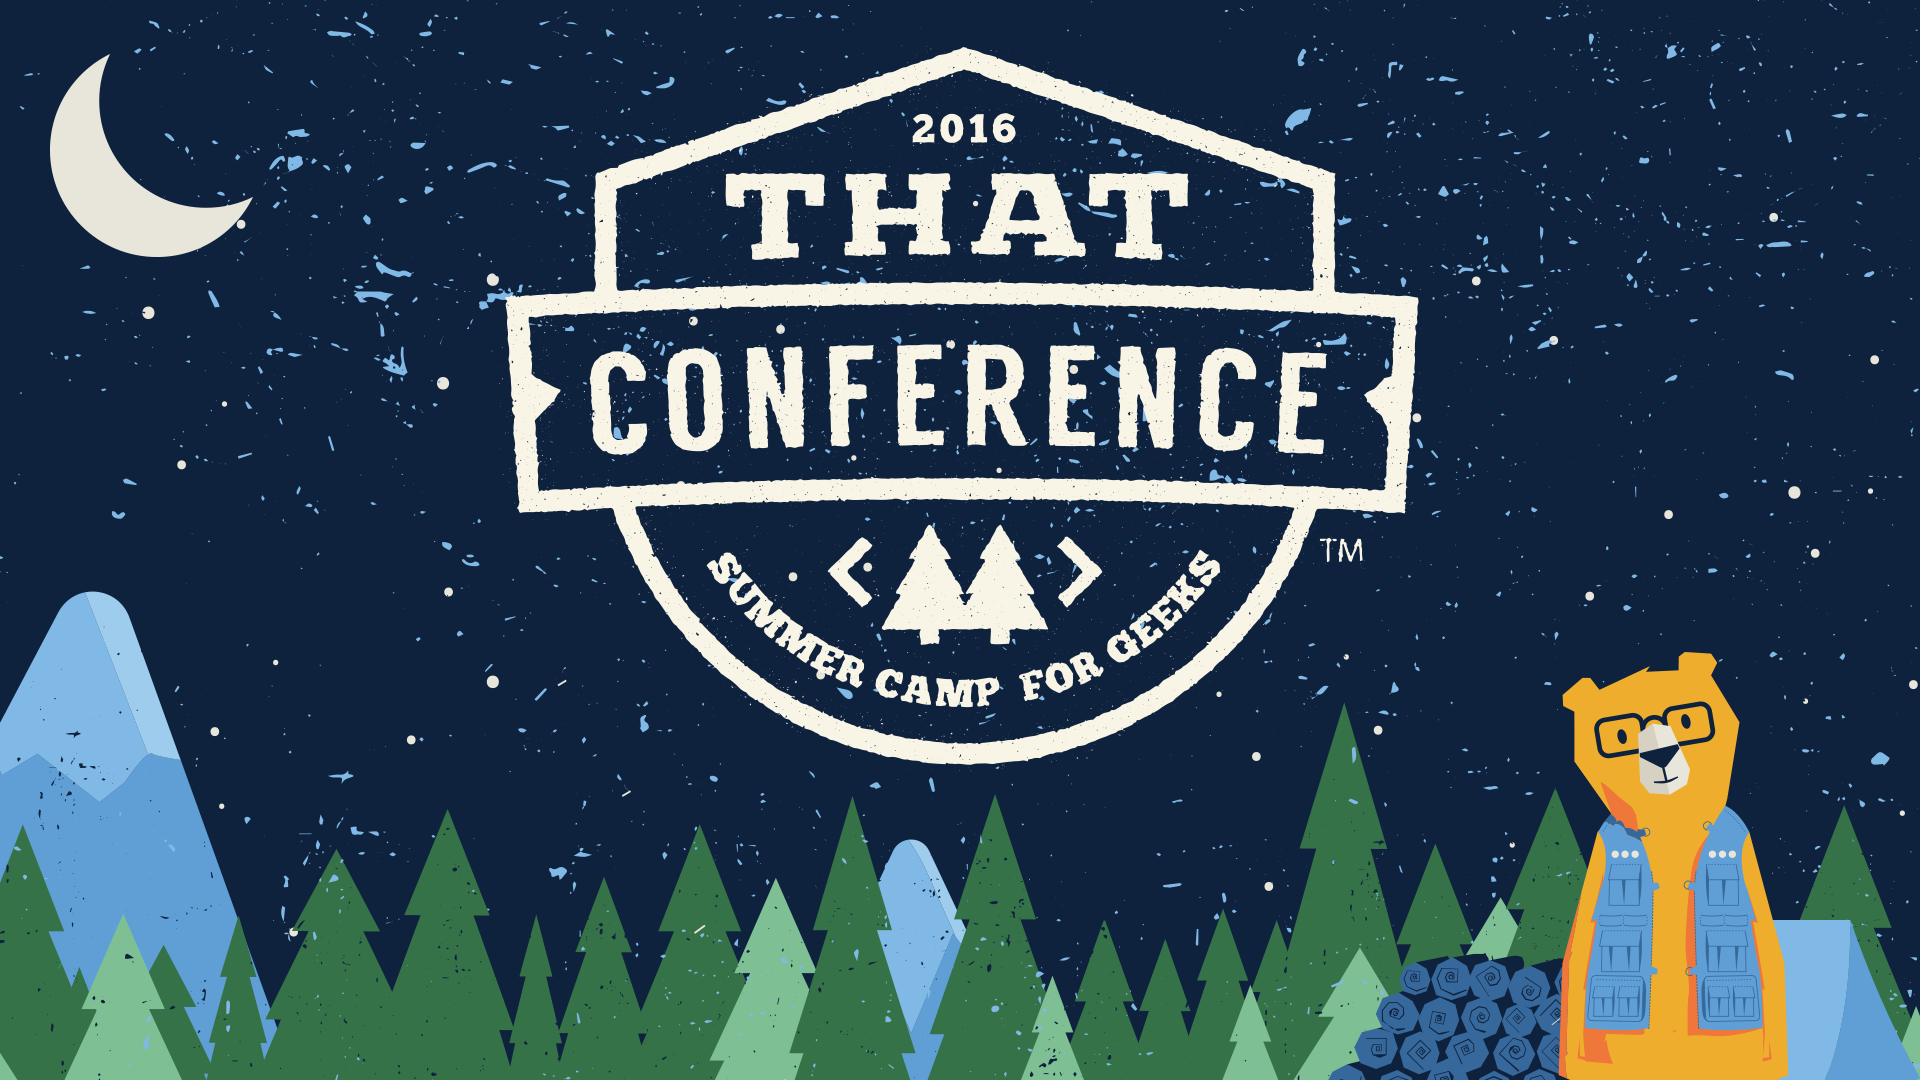 2016
THAT
CONFERENCE
TM
SUMMER CAMP FOR GEEKS